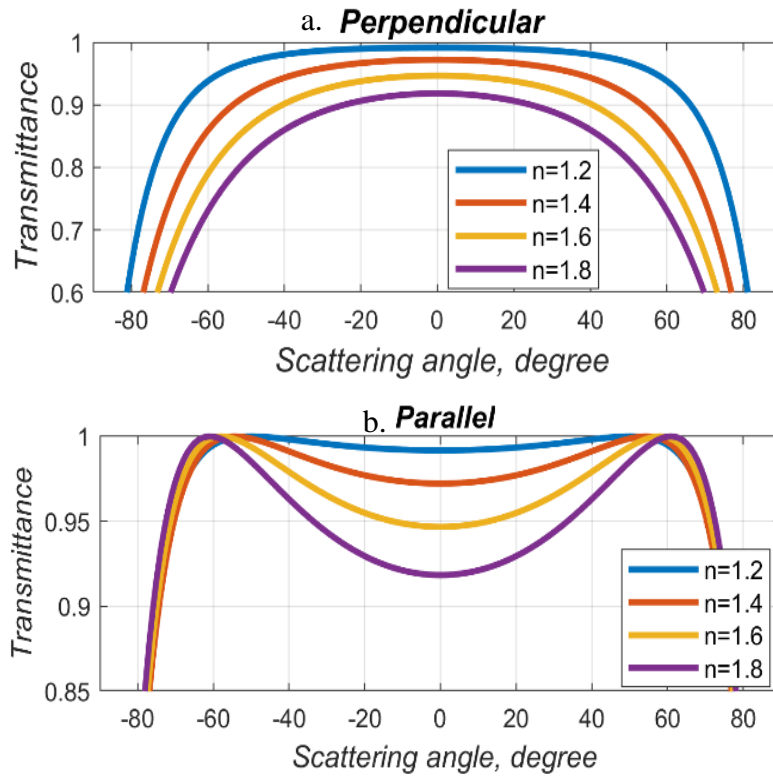 a. Perpendicular
1
0.9
0.8
0.7
0.6
Transmittance
n=1.2
n=1.4
n=1.6
n=1.8
-80 -60 -40 -20 0 20 40 60 80
Scattering angle, degree
b. Parallel
1
0.95
0.9
0.85
Transmittance
n=1.2
n=1.4
n=1.6
n=1.8
-80 -60 -40 -20 0 20 40 60 80
Scattering angle, degree